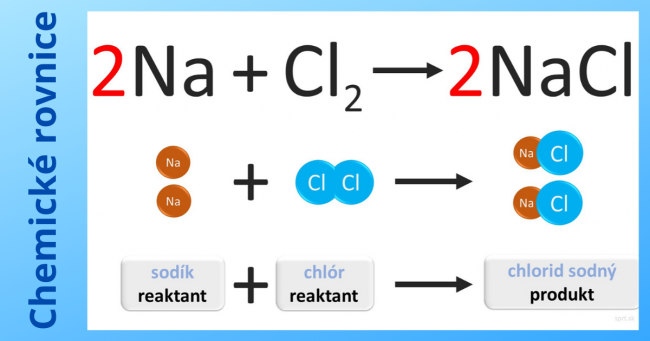 Chemické rovnice
2Na + Cl₂ → 2NaCl
Na
Na
+
Cl Cl
→
Na Cl
Na Cl
sodík + chlór → chlorid sodný
reaktant reaktant produkt